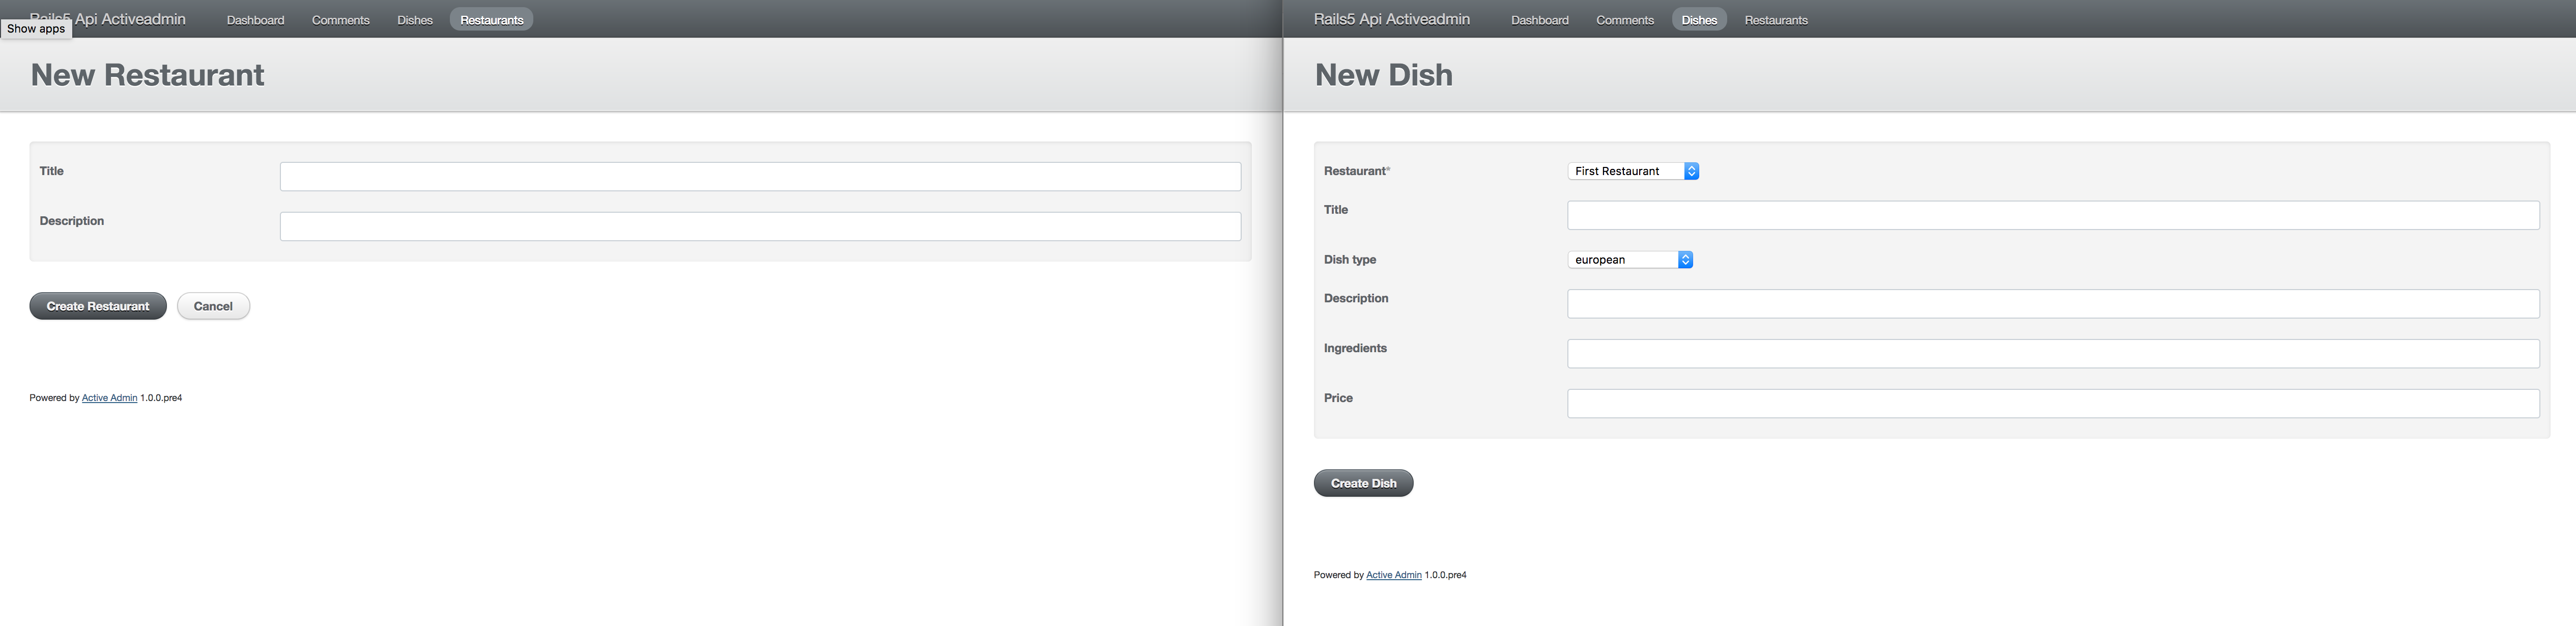 Rails5 Api Activeadmin Dashboard Comments Dishes Restaurants
Show apps
New Restaurant
Title
Description
Create Restaurant Cancel
Powered by Active Admin 1.0.0.pre4
Rails5 Api Activeadmin Dashboard Comments Dishes Restaurants
New Dish
Restaurant* First Restaurant
Title
Dish type european
Description
Ingredients
Price
Create Dish
Powered by Active Admin 1.0.0.pre4